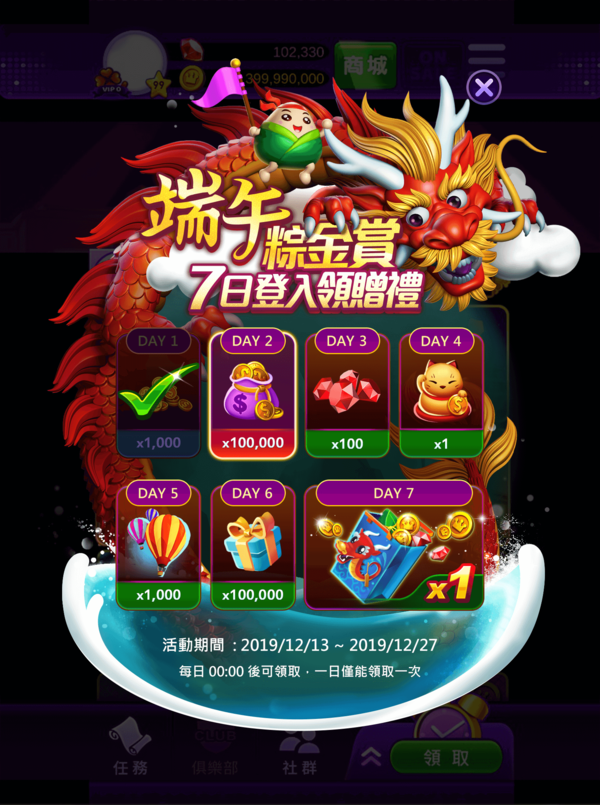 102,330
399,990,000
商城
VIP 0
99
端午
粽金賞
7日登入領贈禮
DAY 1
DAY 2
DAY 3
DAY 4
x1,000
x100,000
x100
x1
DAY 5
DAY 6
DAY 7
x1,000
x100,000
x1
活動期間：2019/12/13 ~ 2019/12/27
每日 00:00 後可領取，一日僅能領取一次
CLUB
任務
俱樂部
社群
領取